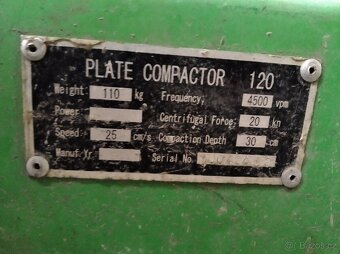 PLATE COMPACTOR 120
Weight: 110 kg Frequency: 4500 vpm
Power: Centrifugal Force: 20 kn
Speed: 25 cm/s Compaction Depth: 30 cm
Manuf.Yr: Serial No